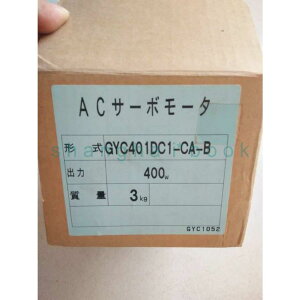 ACサーボモータ
形 式 GYC401DC1-CA-B
出力 400w
質 量 3kg
GYC1052